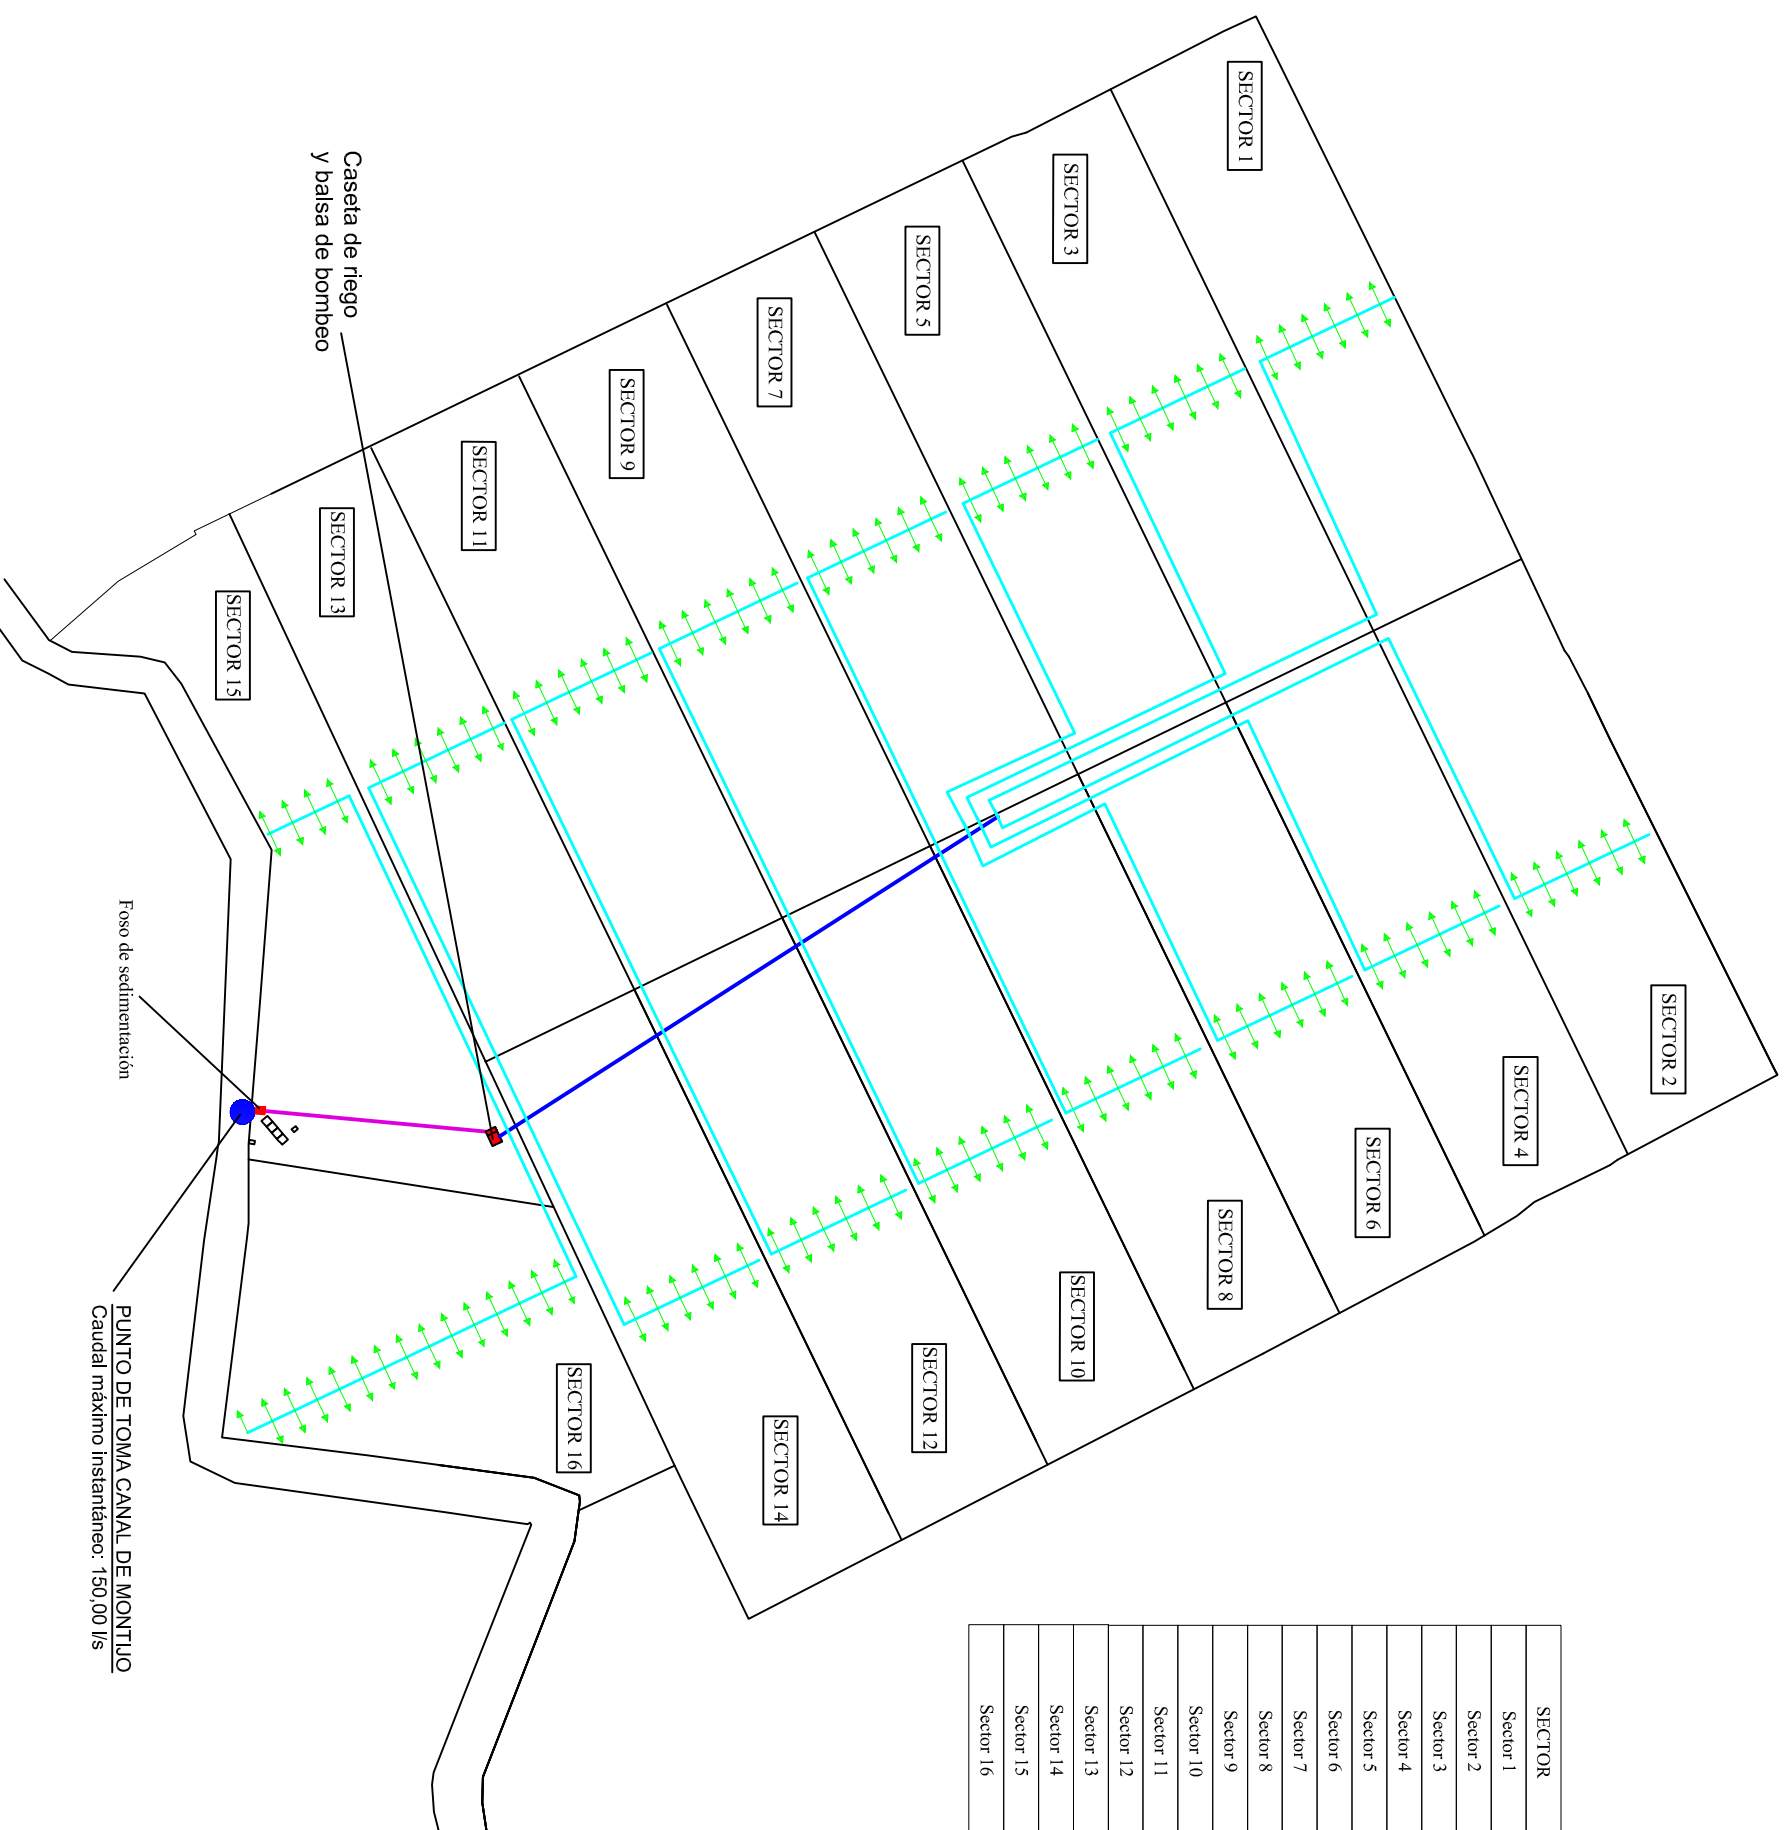 SECTOR 1
SECTOR 3
SECTOR 5
SECTOR 7
SECTOR 9
SECTOR 11
SECTOR 13
SECTOR 15
SECTOR 2
SECTOR 4
SECTOR 6
SECTOR 8
SECTOR 10
SECTOR 12
SECTOR 14
SECTOR 16
Caseta de riego
y balsa de bombeo
Foso de sedimentación
PUNTO DE TOMA CANAL DE MONTIJO
Caudal máximo instantáneo: 150,00 l/s
SECTOR
Sector 1
Sector 2
Sector 3
Sector 4
Sector 5
Sector 6
Sector 7
Sector 8
Sector 9
Sector 10
Sector 11
Sector 12
Sector 13
Sector 14
Sector 15
Sector 16